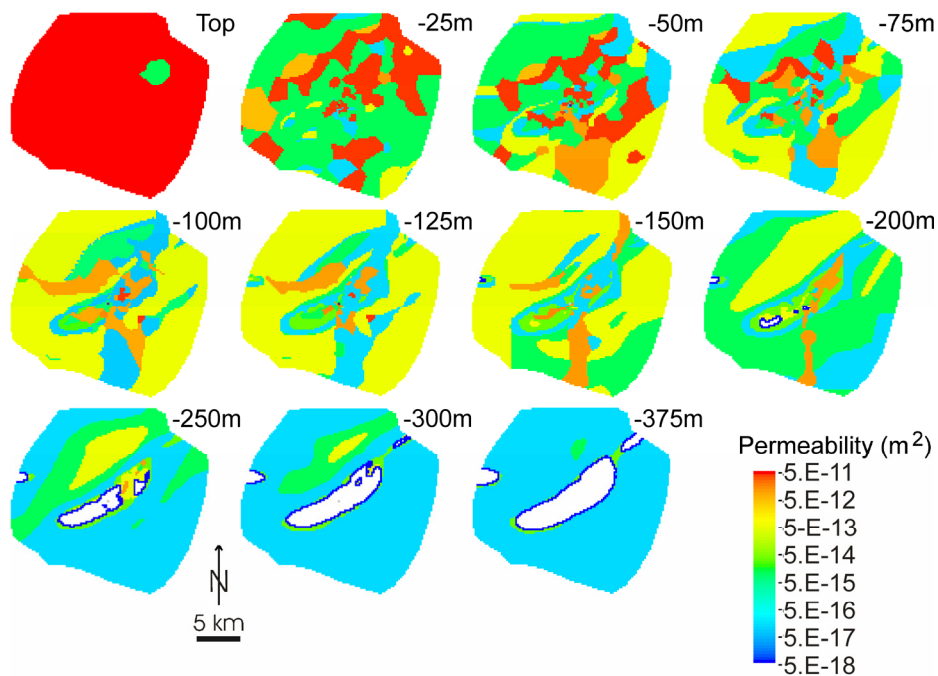 Top
-25m
-50m
-75m
-100m
-125m
-150m
-200m
-250m
-300m
-375m
Permeability (m²)
-5.E-11
-5.E-12
-5-E-13
-5.E-14
-5.E-15
-5.E-16
-5.E-17
-5.E-18
N
5 km